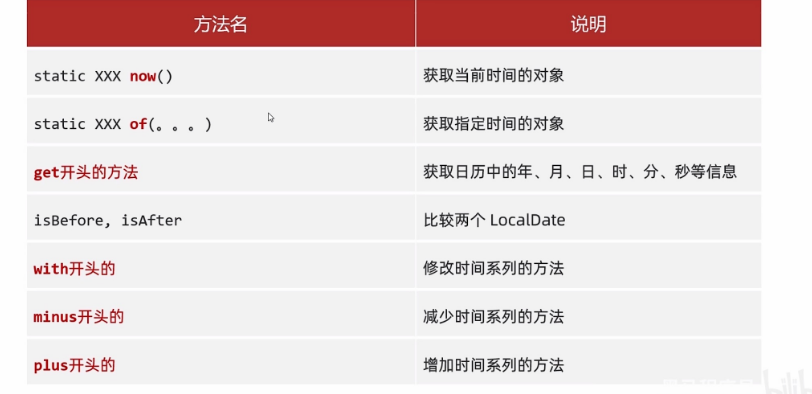 方法名 说明
static XXX now() 获取当前时间的对象
static XXX of(。。。) 获取指定时间的对象
get开头的方法 获取日历中的年、月、日、时、分、秒等信息
isBefore, isAfter 比较两个 LocalDate
with开头的 修改时间系列的方法
minus开头的 减少时间系列的方法
plus开头的 增加时间系列的方法